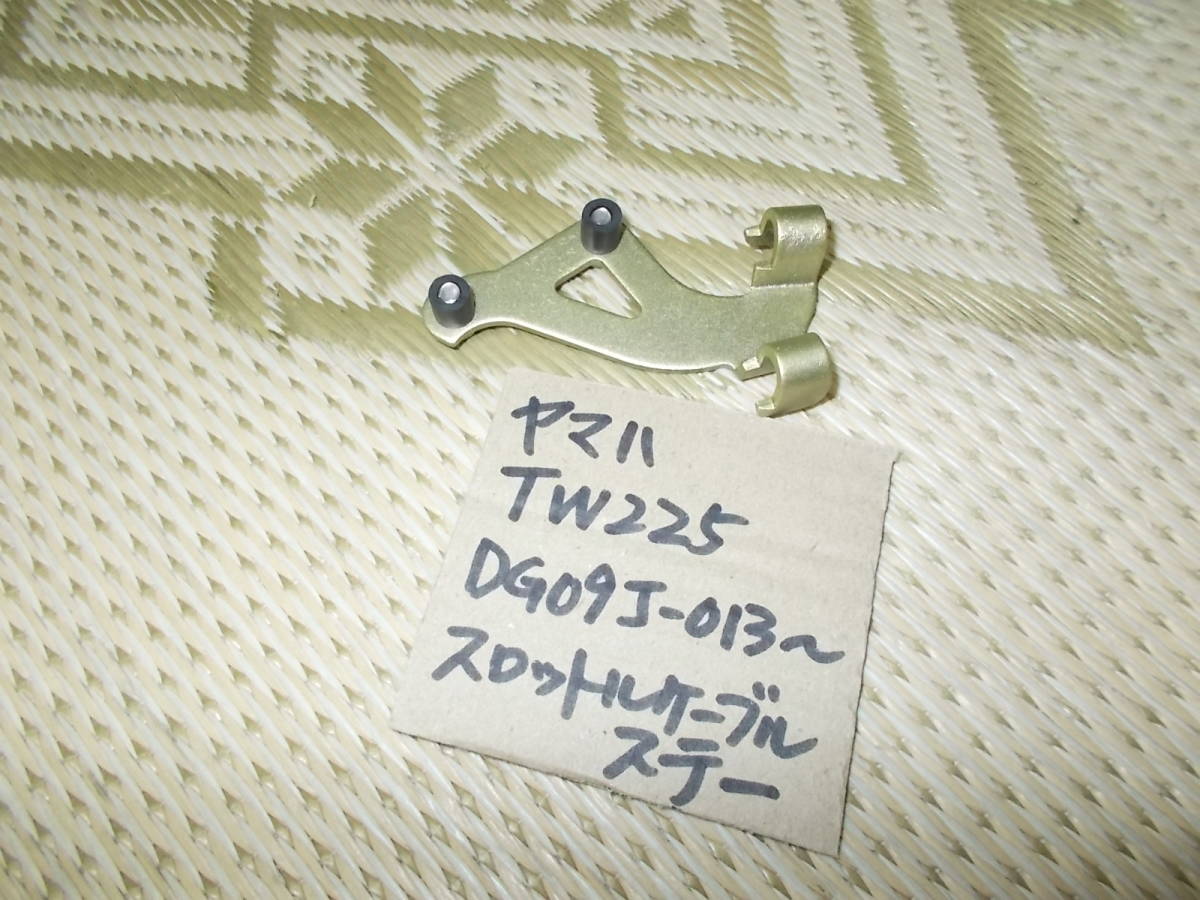 ヤマハ
TW225
DG09J-013~
スロットルケーブル
ステー